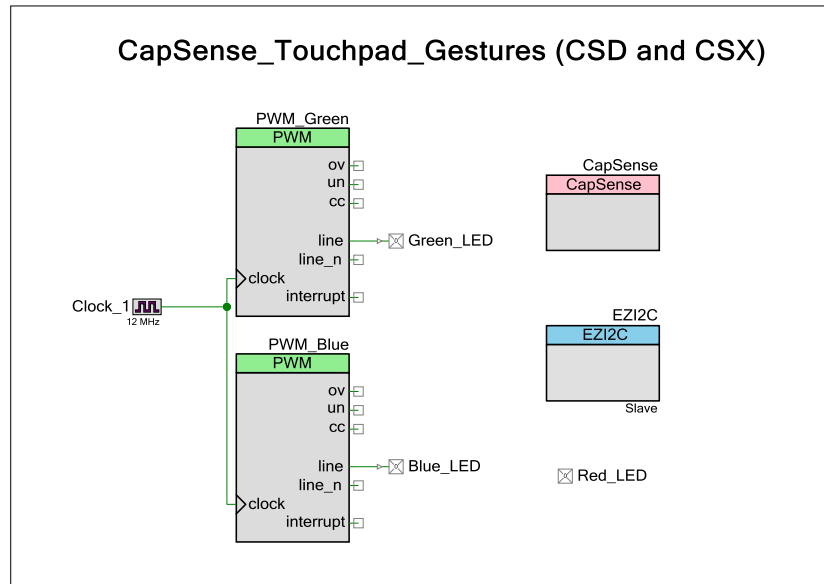 CapSense_Touchpad_Gestures (CSD and CSX)
PWM_Green
PWM
ov
un
cc
line
Green_LED
line_n
clock
interrupt
Clock_1
12 MHz
PWM_Blue
PWM
ov
un
cc
line
Blue_LED
line_n
clock
interrupt
CapSense
CapSense
EZI2C
EZI2C
Slave
Red_LED